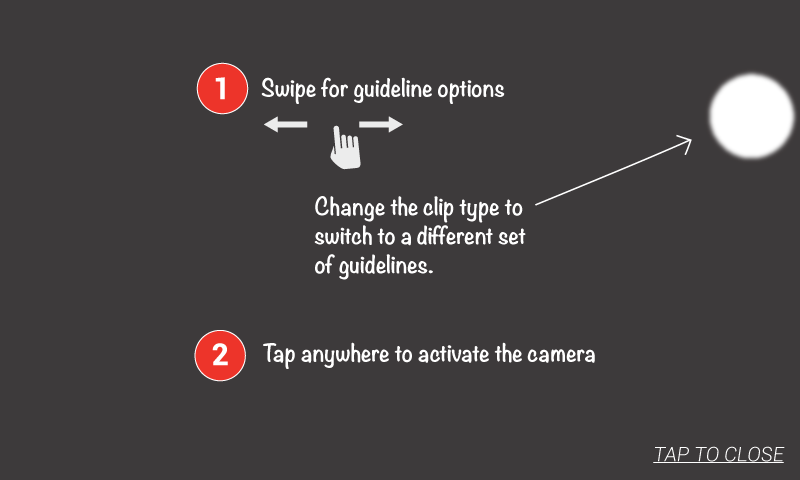 1 Swipe for guideline options
Change the clip type to
switch to a different set
of guidelines.
2 Tap anywhere to activate the camera
TAP TO CLOSE